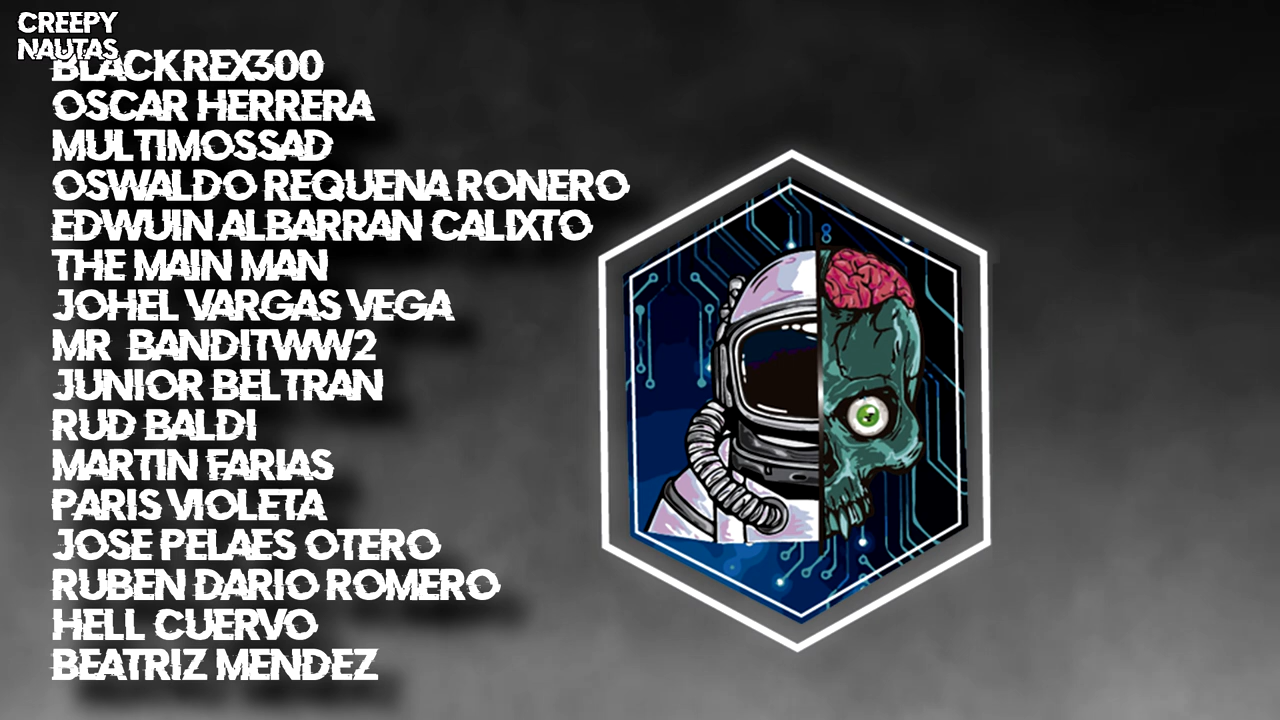 CREEPY
NAUTAS
BLACKREX300
OSCAR HERRERA
MULTIMOSSAD
OSWALDO REQUENA RONERO
EDWUIN ALBARRAN CALIXTO
THE MAIN MAN
JOHEL VARGAS VEGA
MR BANDITWW2
JUNIOR BELTRAN
RUD BALDI
MARTIN FARIAS
PARIS VIOLETA
JOSE PELAES OTERO
RUBEN DARIO ROMERO
HELL CUERVO
BEATRIZ MENDEZ